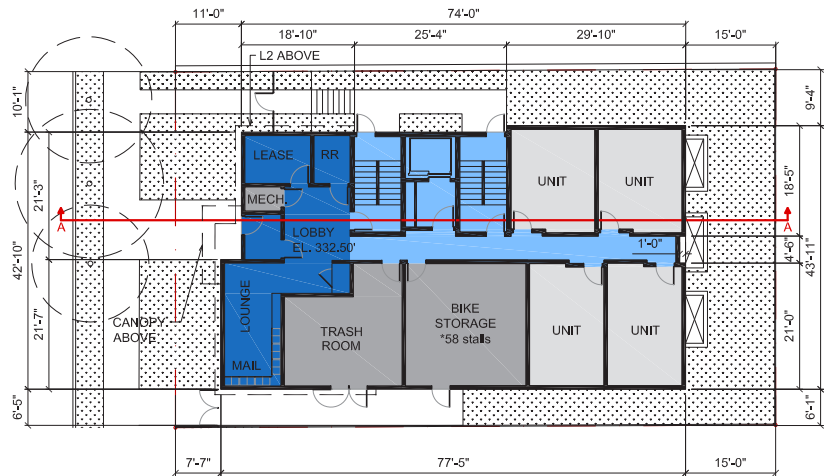 11'-0"
74'-0"
18'-10"
25'-4"
29'-10"
15'-0"
L2 ABOVE
10'-1"
9'-4"
LEASE
RR
UNIT
UNIT
MECH.
21'-3"
18'-5"
A
A
LOBBY
EL. 332.50'
1'-0"
4'-6"
42'-10"
43'-11"
LOUNGE
BIKE
STORAGE
*58 stalls
CANOPY
ABOVE
TRASH
ROOM
UNIT
UNIT
21'-7"
21'-0"
MAIL
6'-5"
6'-1"
7'-7"
77'-5"
15'-0"